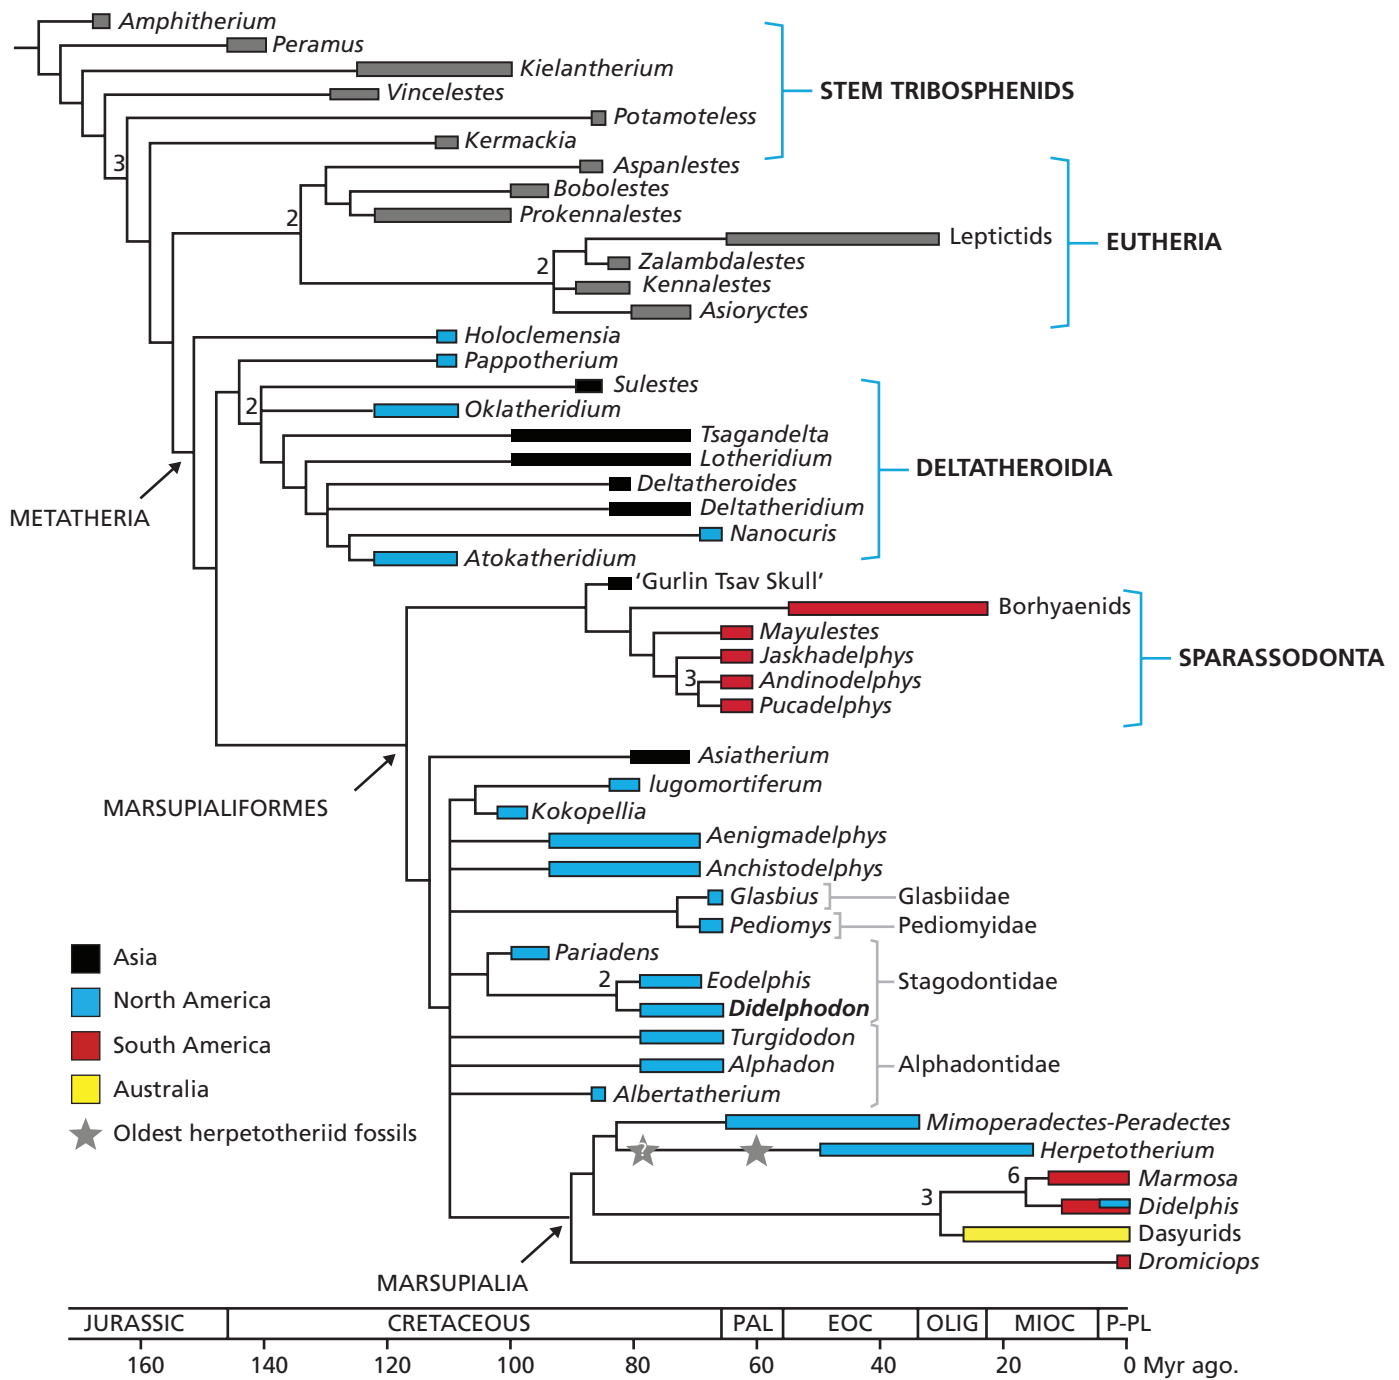 Amphitherium
Peramus
Kielantherium
Vincelestes
STEM TRIBOSPHENIDS
Potamoteless
Kermackia
3
Aspanlestes
Bobolestes
2
Prokennalestes
Leptictids
EUTHERIA
2
Zalambdalestes
Kennalestes
Asioryctes
Holoclemensia
Pappotherium
Sulestes
2
Oklatheridium
Tsagandelta
Lotheridium
DELTATHEROIDIA
Deltatheroides
Deltatheridium
METATHERIA
Nanocuris
Atokatheridium
'Gurlin Tsav Skull'
Borhyaenids
Mayulestes
Jaskhadelphys
SPARASSODONTA
3
Andinodelphys
Pucadelphys
Asiatherium
lugomortiferum
MARSUPIALIFORMES
Kokopellia
Aenigmadelphys
Anchistodelphys
Glasbius
Glasbiidae
Pediomys
Pediomyidae
Pariadens
2
Eodelphis
Stagodontidae
Didelphodon
Turgidodon
Alphadon
Alphadontidae
Albertatherium
Asia
North America
South America
Australia
Oldest herpetotheriid fossils
Mimoperadectes-Peradectes
?
Herpetotherium
6
Marmosa
3
Didelphis
Dasyurids
Dromiciops
MARSUPIALIA
JURASSIC CRETACEOUS PAL EOC OLIG MIOC P-PL
160 140 120 100 80 60 40 20 0 Myr ago.